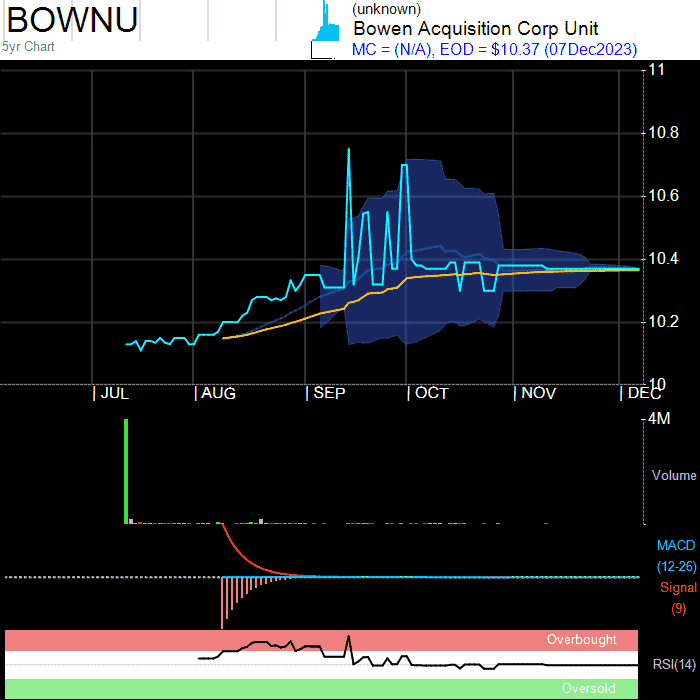 BOWNU
5yr Chart
(unknown)
Bowen Acquisition Corp Unit
MC = (N/A), EOD = $10.37 (07Dec2023)
11
10.8
10.6
10.4
10.2
10
JUL AUG SEP OCT NOV DEC
4M
Volume
MACD
(12-26)
Signal
(9)
Overbought
RSI(14)
Oversold